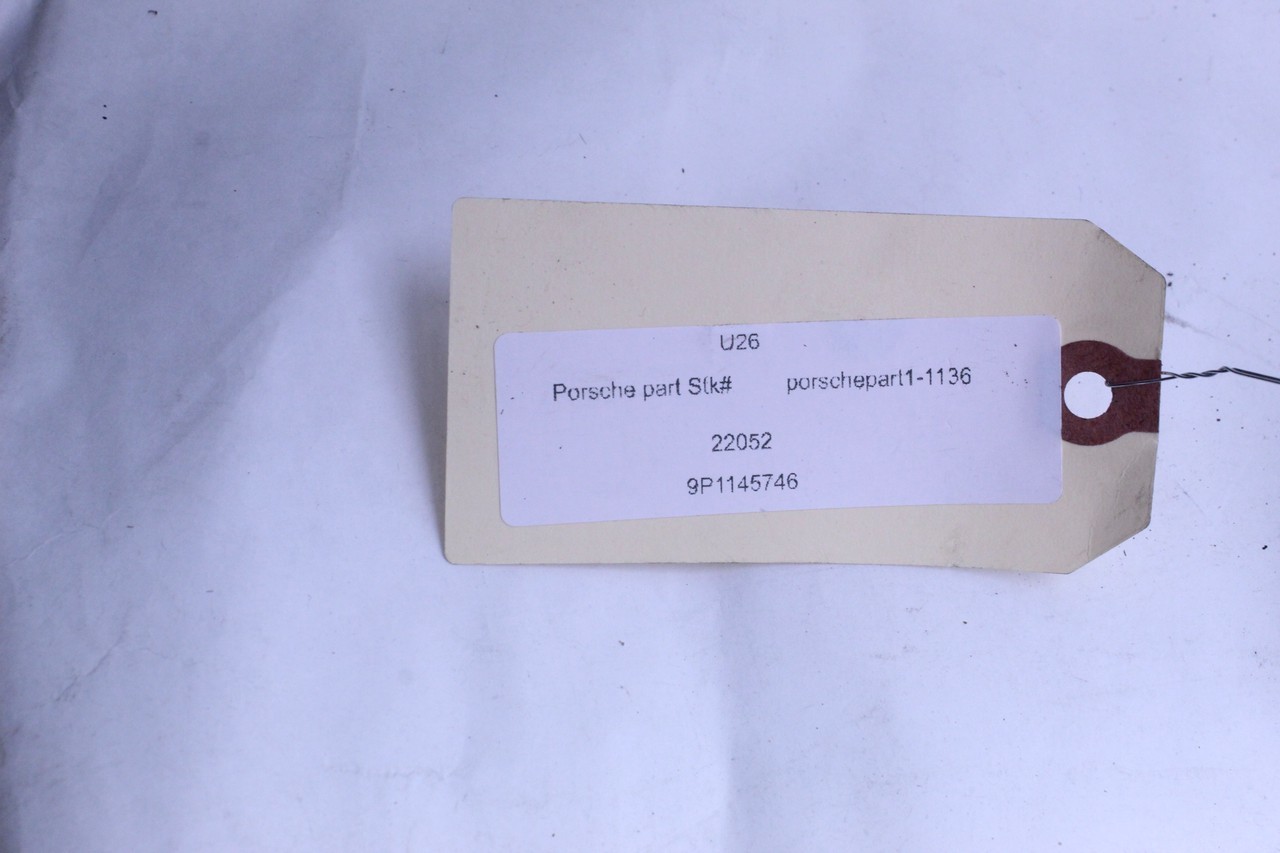 U26
Porsche part Stk# porschepart1-1136
22052
9P1145746